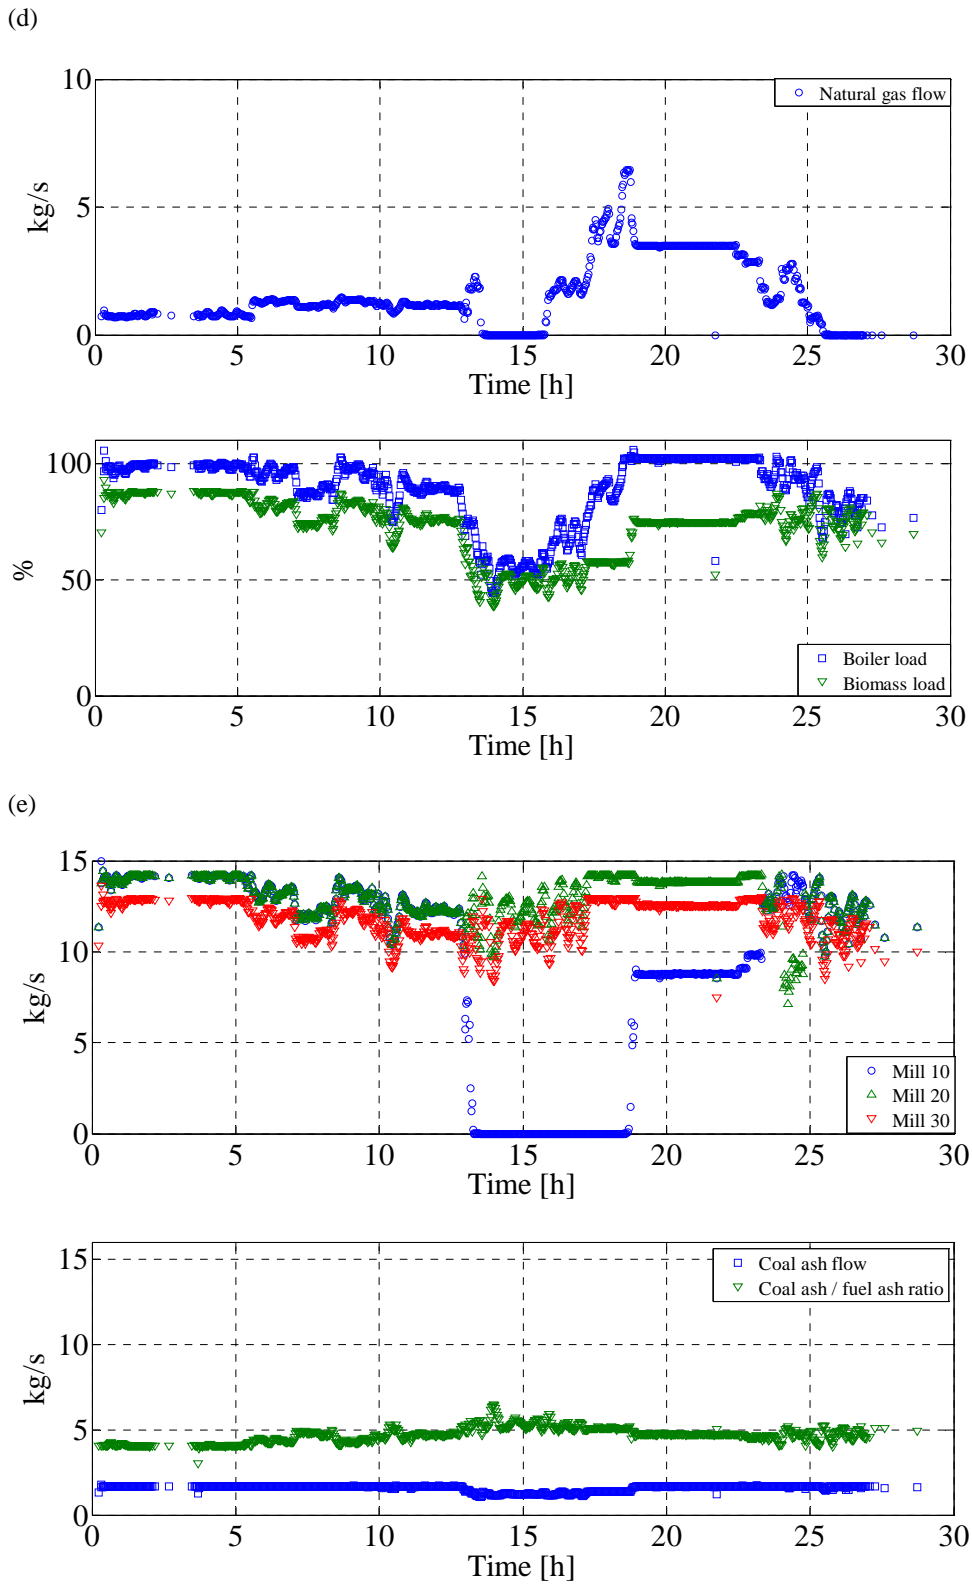 (d)
10
Natural gas flow
kg/s
5
0
0 5 10 15 20 25 30
Time [h]
100
%
50
Boiler load
Biomass load
0
0 5 10 15 20 25 30
Time [h]
(e)
15
10
kg/s
5
Mill 10
Mill 20
Mill 30
0
0 5 10 15 20 25 30
Time [h]
15
Coal ash flow
Coal ash / fuel ash ratio
10
kg/s
5
0
0 5 10 15 20 25 30
Time [h]